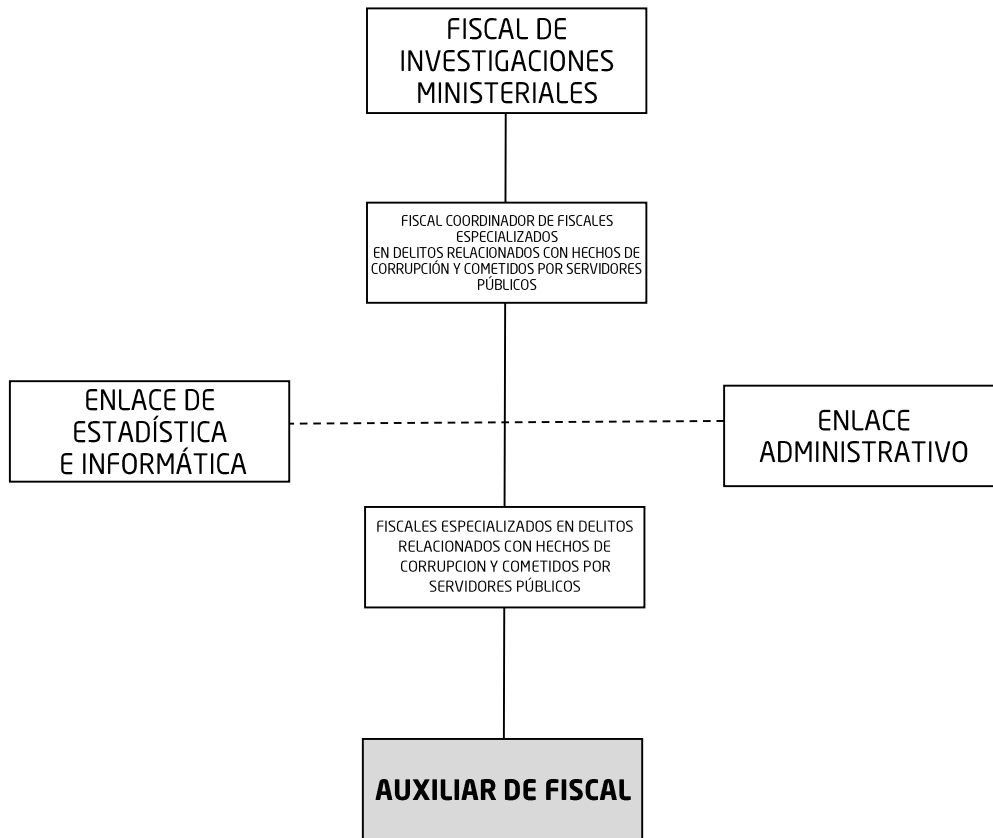 FISCAL DE
INVESTIGACIONES
MINISTERIALES
FISCAL COORDINADOR DE FISCALES
ESPECIALIZADOS
EN DELITOS RELACIONADOS CON HECHOS DE
CORRUPCIÓN Y COMETIDOS POR SERVIDORES
PÚBLICOS
ENLACE DE
ESTADÍSTICA
E INFORMÁTICA
ENLACE
ADMINISTRATIVO
FISCALES ESPECIALIZADOS EN DELITOS
RELACIONADOS CON HECHOS DE
CORRUPCION Y COMETIDOS POR
SERVIDORES PÚBLICOS
AUXILIAR DE FISCAL